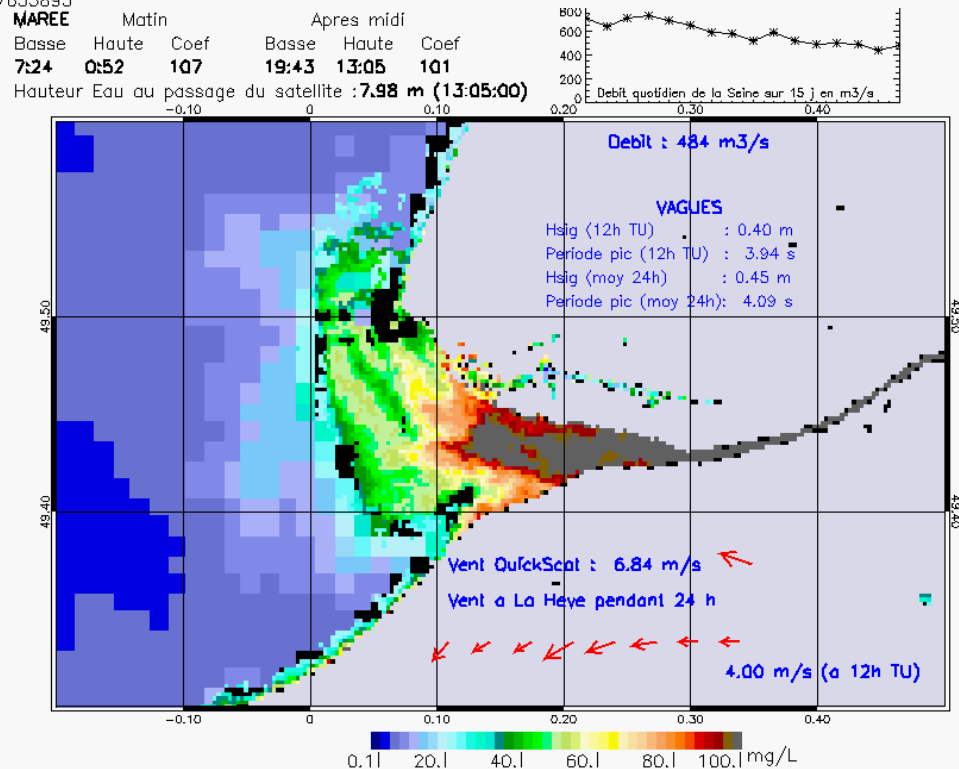 MAREE Matin Apres midi
Basse Haute Coef Basse Haute Coef
7:24 0:52 107 19:43 13:05 101
Hauteur Eau au passage du satellite : 7.98 m (13:05:00)
800
600
400
200
0
Debit quotidien de la Seine sur 15 j en m3/s
-0.10 0 0.10 0.20 0.30 0.40
Debit : 484 m3/s
VAGUES
Hsig (12h TU) : 0.40 m
Periode pic (12h TU) : 3.94 s
Hsig (moy 24h) : 0.45 m
Periode pic (moy 24h): 4.09 s
49.50 49.50
49.40 49.40
Vent QuickScat : 6.84 m/s
Vent a La Heve pendant 24 h
4.00 m/s (a 12h TU)
-0.10 0 0.10 0.20 0.30 0.40
0.1| 20.| 40.| 60.| 80.| 100.| mg/L